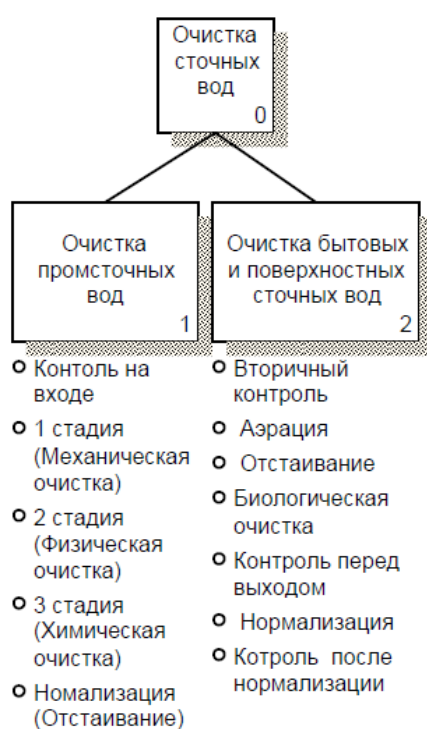 Очистка
сточных
вод
0
Очистка
промсточных
вод
1
Очистка бытовых
и поверхностных
сточных вод
2
Контоль на
входе
1 стадия
(Механическая
очистка)
2 стадия
(Физическая
очистка)
3 стадия
(Химическая
очистка)
Номализация
(Отстаивание)
Вторичный
контроль
Аэрация
Отстаивание
Биологическая
очистка
Контроль перед
выходом
Нормализация
Котроль после
нормализации